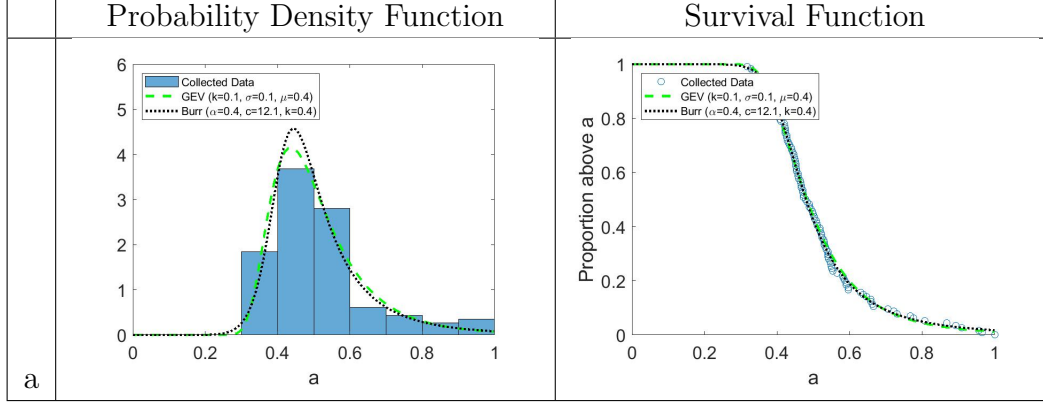 Probability Density Function
Survival Function
a
6
5
4
3
2
1
0
0
0.2
0.4
0.6
0.8
1
a
Collected Data
GEV (k=0.1, σ=0.1, μ=0.4)
Burr (α=0.4, c=12.1, k=0.4)
Proportion above a
1
0.8
0.6
0.4
0.2
0
0
0.2
0.4
0.6
0.8
1
a
Collected Data
GEV (k=0.1, σ=0.1, μ=0.4)
Burr (α=0.4, c=12.1, k=0.4)